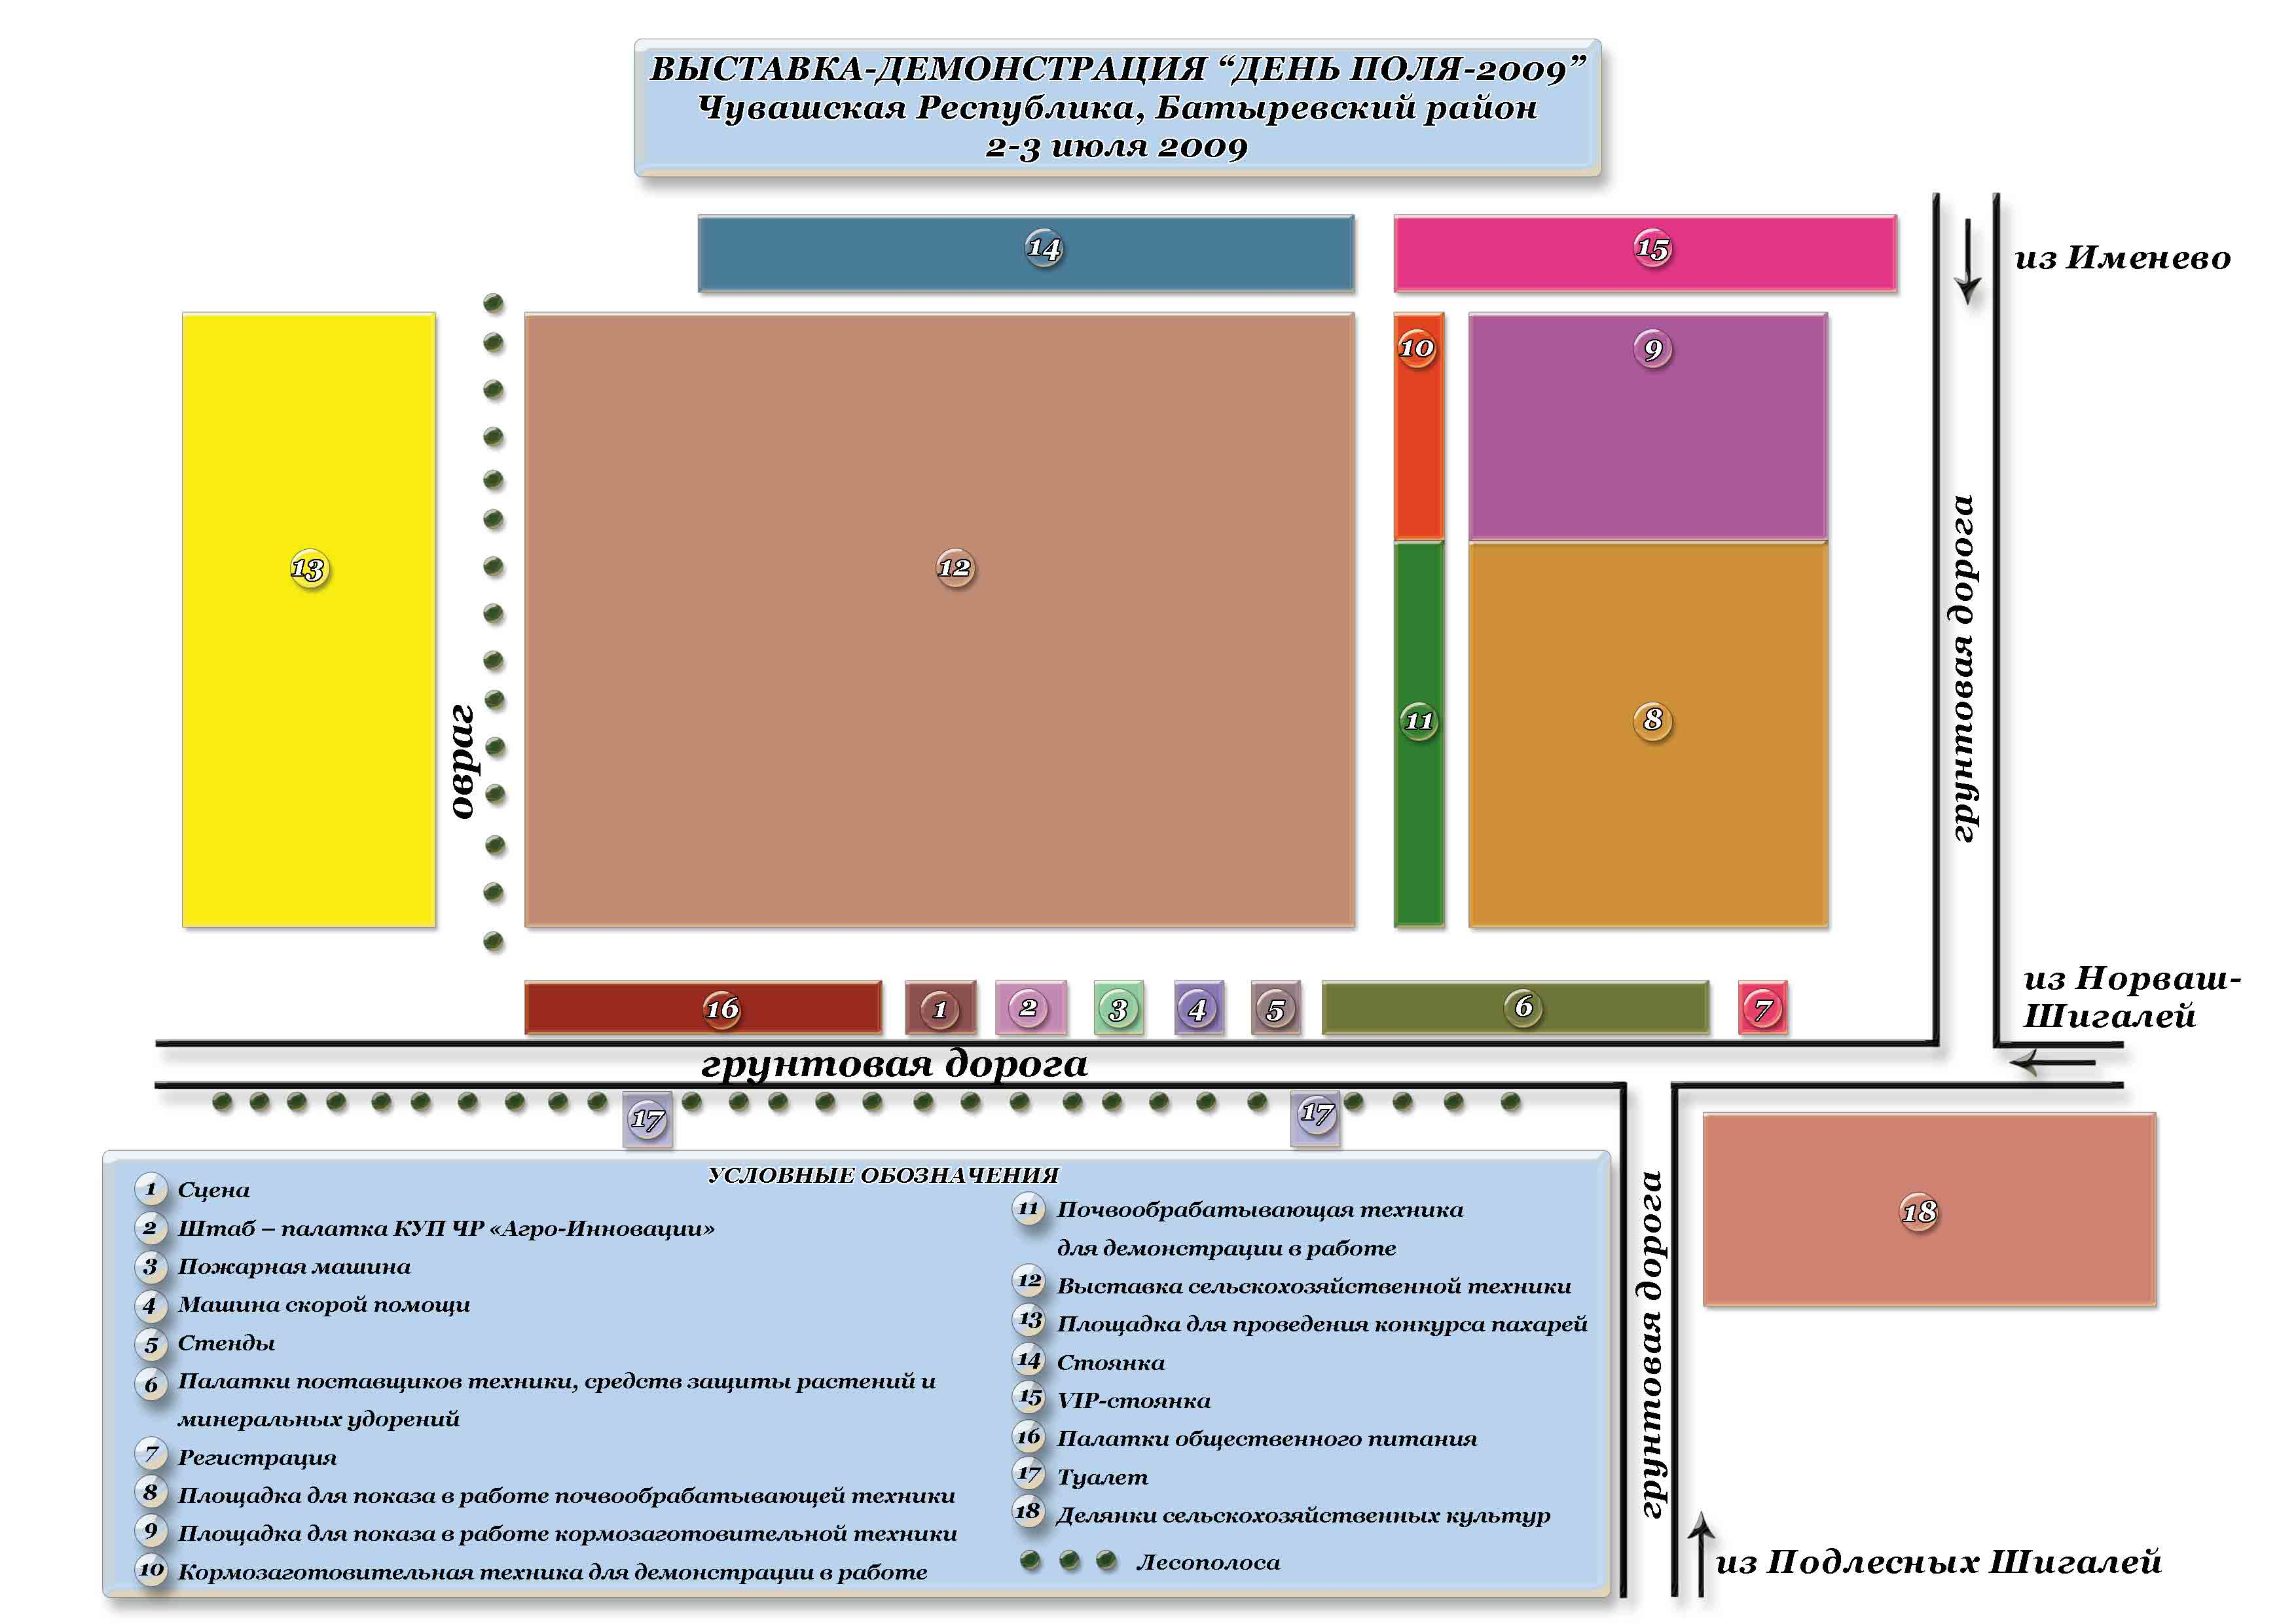 ВЫСТАВКА-ДЕМОНСТРАЦИЯ “ДЕНЬ ПОЛЯ-2009”
Чувашская Республика, Батыревский район
2-3 июля 2009
14
15
из Именево
10
9
13
12
грунтовая дорога
11
8
овраг
из Норваш-
Шигалей
16
1
2
3
4
5
6
7
грунтовая дорога
17
17
18
грунтовая дорога
из Подлесных Шигалей
УСЛОВНЫЕ ОБОЗНАЧЕНИЯ
1 Сцена
2 Штаб – палатка КУП ЧР «Агро-Инновации»
3 Пожарная машина
4 Машина скорой помощи
5 Стенды
6 Палатки поставщиков техники, средств защиты растений и
минеральных удорений
7 Регистрация
8 Площадка для показа в работе почвообрабатывающей техники
9 Площадка для показа в работе кормозаготовительной техники
10 Кормозаготовительная техника для демонстрации в работе
11 Почвообрабатывающая техника
для демонстрации в работе
12 Выставка сельскохозяйственной техники
13 Площадка для проведения конкурса пахарей
14 Стоянка
15 VIP-стоянка
16 Палатки общественного питания
17 Туалет
18 Делянки сельскохозяйственных культур
Лесополоса